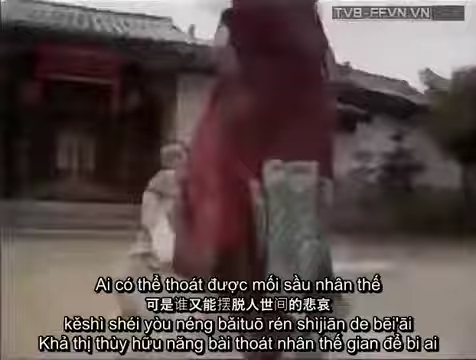 TVB-FFVN.VN
Ai có thể thoát được mối sầu nhân thế
可是谁又能摆脱人世间的悲哀
kěshì shéi yòu néng bǎituō rén shìjiān de bēi'āi
Khả thị thùy hữu năng bài thoát nhân thế gian để bi ai